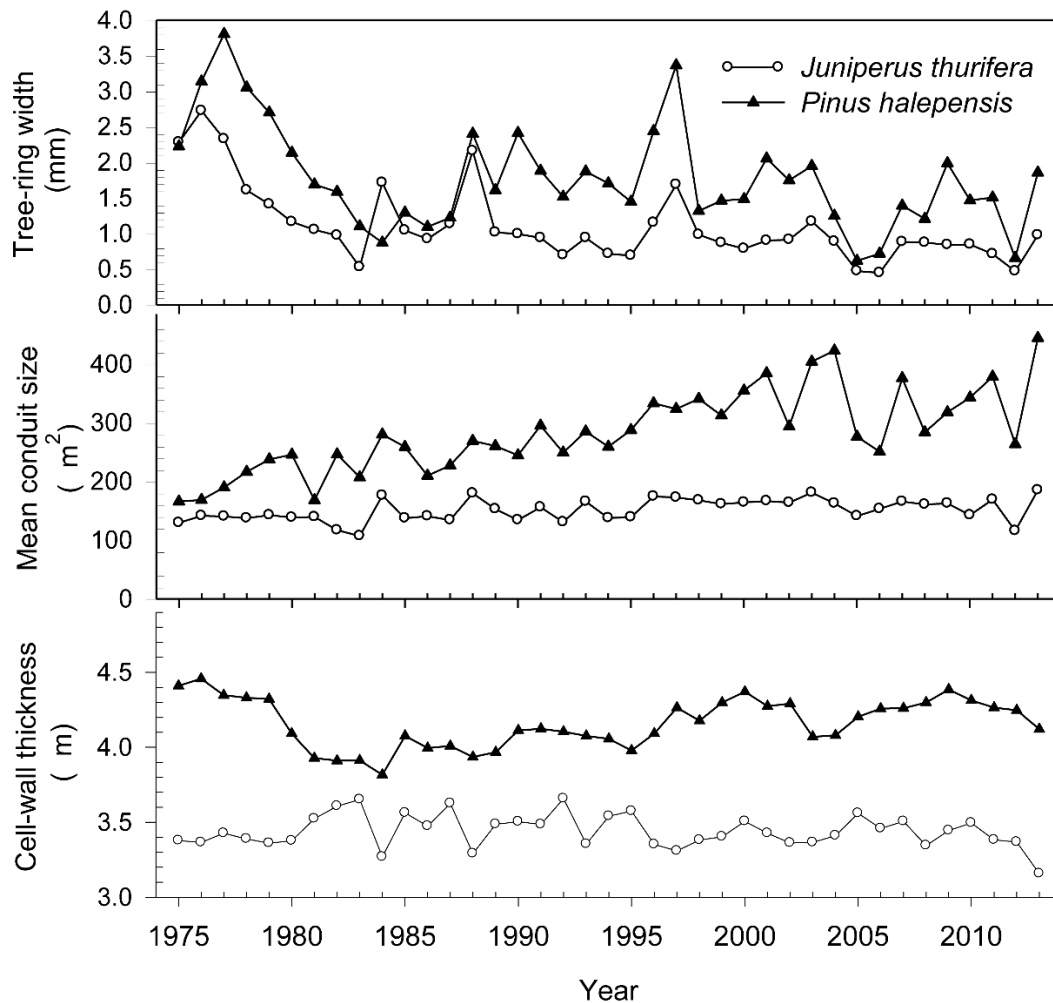 Tree-ring width
(mm)
4.0
3.5
3.0
2.5
2.0
1.5
1.0
0.5
0.0
Juniperus thurifera
Pinus halepensis
Mean conduit size
( m²)
400
300
200
100
0
Cell-wall thickness
( m)
4.5
4.0
3.5
3.0
1975 1980 1985 1990 1995 2000 2005 2010
Year